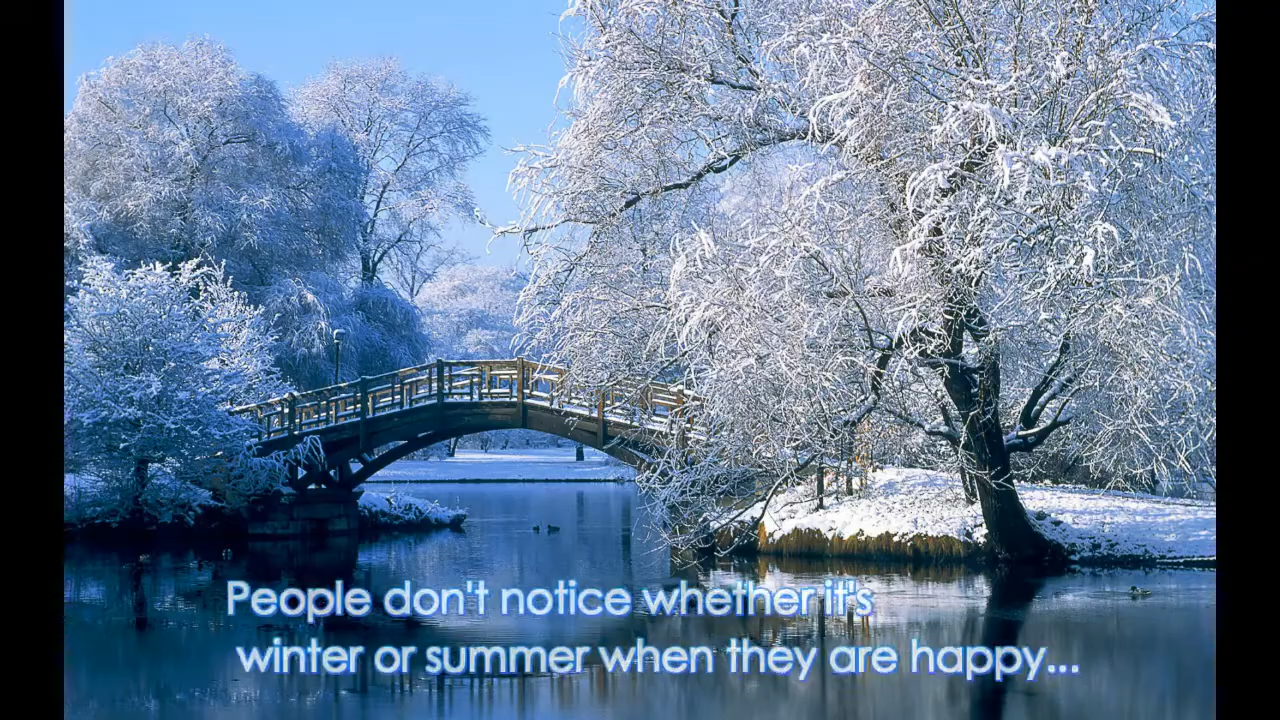 People don't notice whether it's
winter or summer when they are happy...